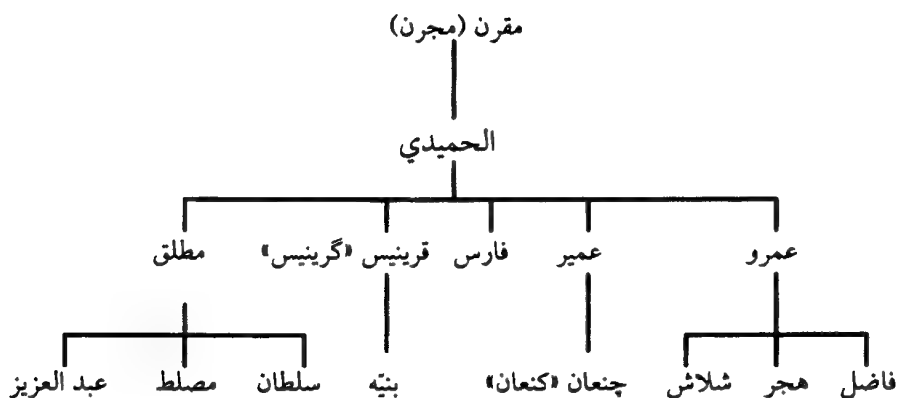 مقرن (مجرن)
الحميدي
عمرو عمير فارس قرينيس «گرينيس» مطلق
فاضل هجر شلاش چنعان «كنعان» بنيّه سلطان مصلط عبد العزيز